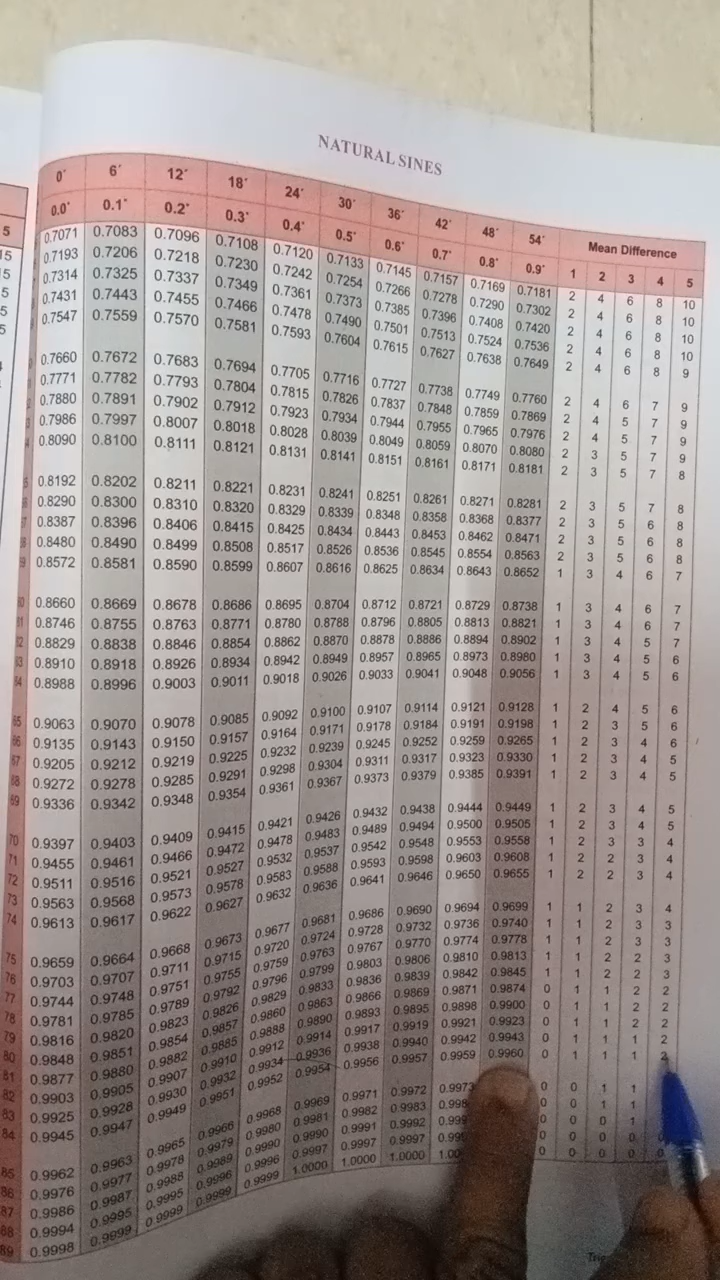 NATURAL SINES
0' 6' 12' 18' 24' 30' 36' 42' 48' 54' Mean Difference
0.0° 0.1° 0.2° 0.3° 0.4° 0.5° 0.6° 0.7° 0.8° 0.9° 1 2 3 4 5
0.7071 0.7083 0.7096 0.7108 0.7120 0.7133 0.7145 0.7157 0.7169 0.7181 2 4 6 8 10
0.7193 0.7206 0.7218 0.7230 0.7242 0.7254 0.7266 0.7278 0.7290 0.7302 2 4 6 8 10
0.7314 0.7325 0.7337 0.7349 0.7361 0.7373 0.7385 0.7396 0.7408 0.7420 2 4 6 8 10
0.7431 0.7443 0.7455 0.7466 0.7478 0.7490 0.7501 0.7513 0.7524 0.7536 2 4 6 8 10
0.7547 0.7559 0.7570 0.7581 0.7593 0.7604 0.7615 0.7627 0.7638 0.7649 2 4 6 8 9
0.7660 0.7672 0.7683 0.7694 0.7705 0.7716 0.7727 0.7738 0.7749 0.7760 2 4 6 7 9
0.7771 0.7782 0.7793 0.7804 0.7815 0.7826 0.7837 0.7848 0.7859 0.7869 2 4 5 7 9
0.7880 0.7891 0.7902 0.7912 0.7923 0.7934 0.7944 0.7955 0.7965 0.7976 2 4 5 7 9
0.7986 0.7997 0.8007 0.8018 0.8028 0.8039 0.8049 0.8059 0.8070 0.8080 2 3 5 7 9
0.8090 0.8100 0.8111 0.8121 0.8131 0.8141 0.8151 0.8161 0.8171 0.8181 2 3 5 7 8
0.8192 0.8202 0.8211 0.8221 0.8231 0.8241 0.8251 0.8261 0.8271 0.8281 2 3 5 7 8
0.8290 0.8300 0.8310 0.8320 0.8329 0.8339 0.8348 0.8358 0.8368 0.8377 2 3 5 6 8
0.8387 0.8396 0.8406 0.8415 0.8425 0.8434 0.8443 0.8453 0.8462 0.8471 2 3 5 6 8
0.8480 0.8490 0.8499 0.8508 0.8517 0.8526 0.8536 0.8545 0.8554 0.8563 2 3 5 6 8
0.8572 0.8581 0.8590 0.8599 0.8607 0.8616 0.8625 0.8634 0.8643 0.8652 1 3 4 6 7
0.8660 0.8669 0.8678 0.8686 0.8695 0.8704 0.8712 0.8721 0.8729 0.8738 1 3 4 6 7
0.8746 0.8755 0.8763 0.8771 0.8780 0.8788 0.8796 0.8805 0.8813 0.8821 1 3 4 6 7
0.8829 0.8838 0.8846 0.8854 0.8862 0.8870 0.8878 0.8886 0.8894 0.8902 1 3 4 5 7
0.8910 0.8918 0.8926 0.8934 0.8942 0.8949 0.8957 0.8965 0.8973 0.8980 1 3 4 5 6
0.8988 0.8996 0.9003 0.9011 0.9018 0.9026 0.9033 0.9041 0.9048 0.9056 1 3 4 5 6
65 0.9063 0.9070 0.9078 0.9085 0.9092 0.9100 0.9107 0.9114 0.9121 0.9128 1 2 4 5 6
66 0.9135 0.9143 0.9150 0.9157 0.9164 0.9171 0.9178 0.9184 0.9191 0.9198 1 2 3 5 6
67 0.9205 0.9212 0.9219 0.9225 0.9232 0.9239 0.9245 0.9252 0.9259 0.9265 1 2 3 4 6
68 0.9272 0.9278 0.9285 0.9291 0.9298 0.9304 0.9311 0.9317 0.9323 0.9330 1 2 3 4 5
69 0.9336 0.9342 0.9348 0.9354 0.9361 0.9367 0.9373 0.9379 0.9385 0.9391 1 2 3 4 5
70 0.9397 0.9403 0.9409 0.9415 0.9421 0.9426 0.9432 0.9438 0.9444 0.9449 1 2 3 4 5
71 0.9455 0.9461 0.9466 0.9472 0.9478 0.9483 0.9489 0.9494 0.9500 0.9505 1 2 3 4 5
72 0.9511 0.9516 0.9521 0.9527 0.9532 0.9537 0.9542 0.9548 0.9553 0.9558 1 2 3 3 4
73 0.9563 0.9568 0.9573 0.9578 0.9583 0.9588 0.9593 0.9598 0.9603 0.9608 1 2 2 3 4
74 0.9613 0.9617 0.9622 0.9627 0.9632 0.9636 0.9641 0.9646 0.9650 0.9655 1 2 2 3 4
75 0.9659 0.9664 0.9668 0.9673 0.9677 0.9681 0.9686 0.9690 0.9694 0.9699 1 1 2 3 4
76 0.9703 0.9707 0.9711 0.9715 0.9720 0.9724 0.9728 0.9732 0.9736 0.9740 1 1 2 3 3
77 0.9744 0.9748 0.9751 0.9755 0.9759 0.9763 0.9767 0.9770 0.9774 0.9778 1 1 2 3 3
78 0.9781 0.9785 0.9789 0.9792 0.9796 0.9799 0.9803 0.9806 0.9810 0.9813 1 1 2 2 3
79 0.9816 0.9820 0.9823 0.9826 0.9829 0.9833 0.9836 0.9839 0.9842 0.9845 1 1 2 2 3
80 0.9848 0.9851 0.9854 0.9857 0.9860 0.9863 0.9866 0.9869 0.9871 0.9874 0 1 1 2 2
81 0.9877 0.9880 0.9882 0.9885 0.9888 0.9890 0.9893 0.9895 0.9898 0.9900 0 1 1 2 2
82 0.9903 0.9905 0.9907 0.9910 0.9912 0.9914 0.9917 0.9919 0.9921 0.9923 0 1 1 2 2
83 0.9925 0.9928 0.9930 0.9932 0.9934 0.9936 0.9938 0.9940 0.9942 0.9943 0 1 1 1 2
84 0.9945 0.9947 0.9949 0.9951 0.9952 0.9954 0.9956 0.9957 0.9959 0.9960 0 1 1 1 2
85 0.9962 0.9963 0.9965 0.9966 0.9968 0.9969 0.9971 0.9972 0.9973 0 0 1 1
86 0.9976 0.9977 0.9978 0.9979 0.9980 0.9981 0.9982 0.9983 0 0 1 1
87 0.9986 0.9987 0.9988 0.9989 0.9990 0.9990 0.9991 0.9992 0 0 0 1
88 0.9994 0.9995 0.9995 0.9996 0.9996 0.9997 0.9997 0.9997 0 0 0 0 0
89 0.9998 0.9999 0.9999 0.9999 0.9999 1.0000 1.0000 1.0000 0 0 0 0 0